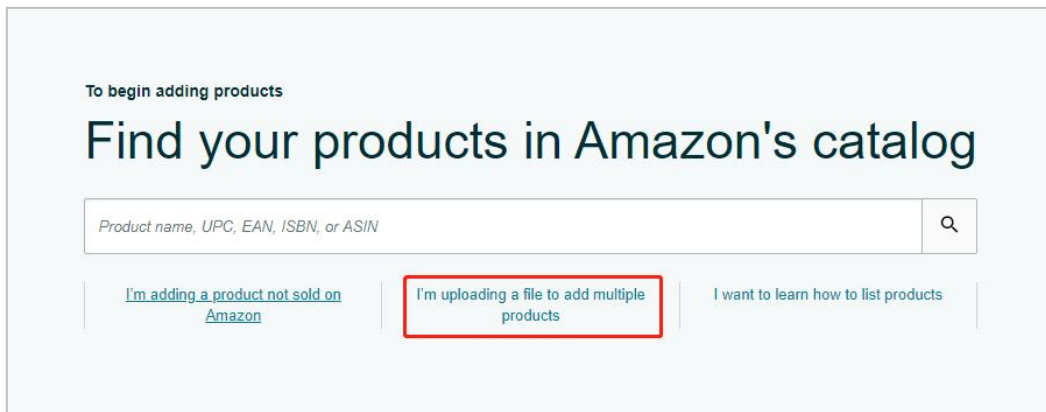 To begin adding products
Find your products in Amazon's catalog
Product name, UPC, EAN, ISBN, or ASIN
I'm adding a product not sold on
Amazon
I'm uploading a file to add multiple
products
I want to learn how to list products